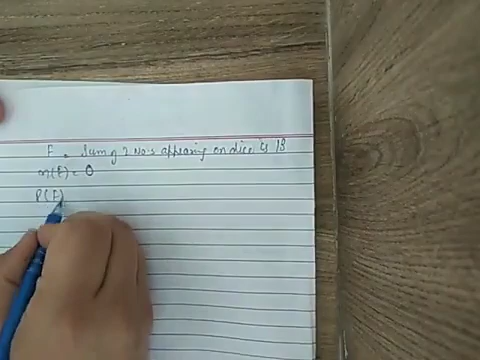 F = Sum of 2 No.s appearing on dice is 13
n(F) = 0
P(F)